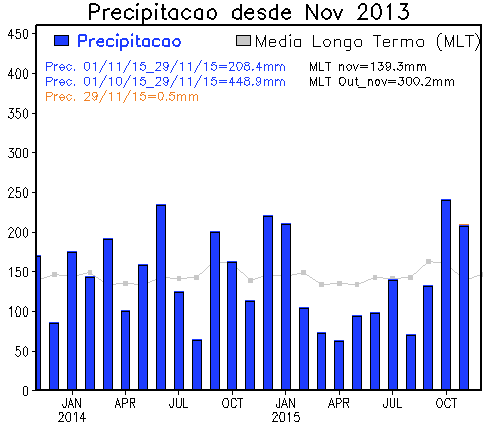 Precipitacao desde Nov 2013
Precipitacao
Media Longo Termo (MLT)
Prec. 01/11/15_29/11/15=208.4mm
MLT nov=139.3mm
Prec. 01/10/15_29/11/15=448.9mm
MLT Out_nov=300.2mm
Prec. 29/11/15=0.5mm
450
400
350
300
250
200
150
100
50
0
JAN APR JUL OCT JAN APR JUL OCT
2014 2015